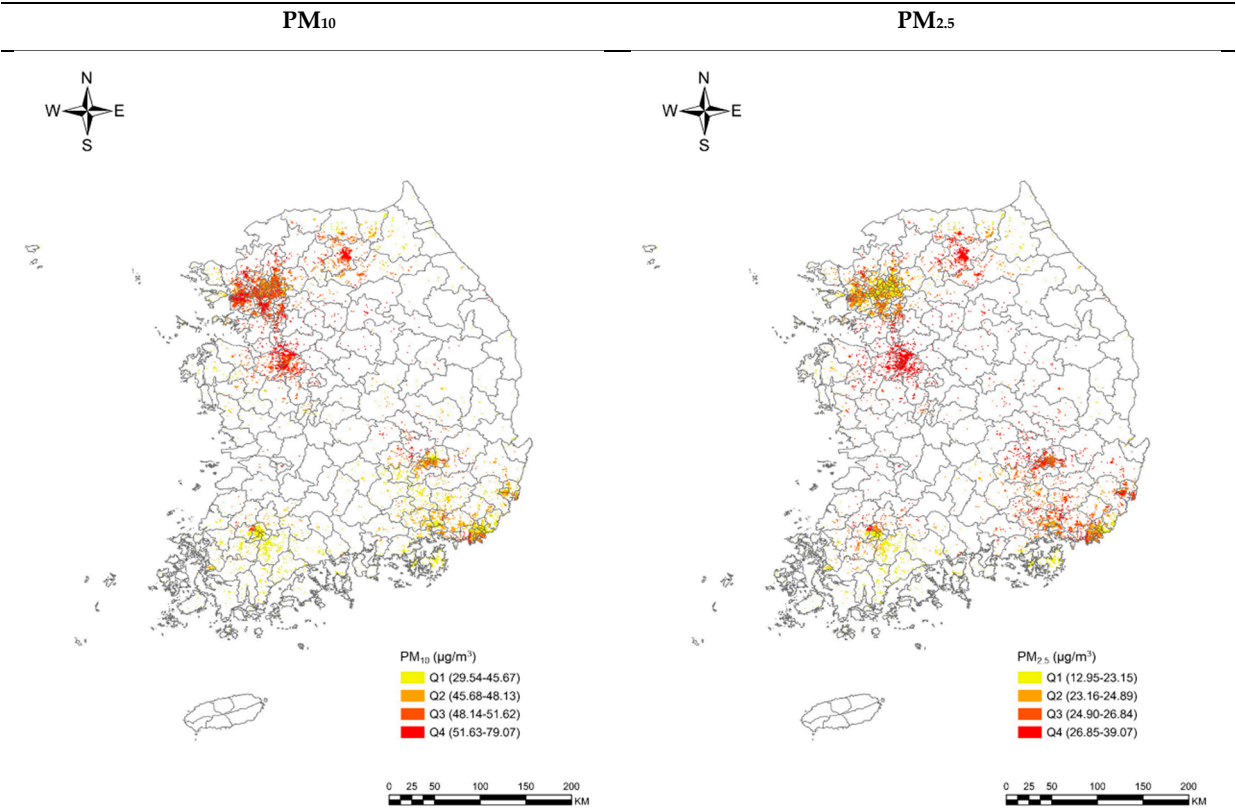 PM10
PM2.5
N
W E
S
N
W E
S
PM10 (µg/m³)
Q1 (29.54-45.67)
Q2 (45.68-48.13)
Q3 (48.14-51.62)
Q4 (51.63-79.07)
0 25 50 100 150 200
KM
PM2.5 (µg/m³)
Q1 (12.95-23.15)
Q2 (23.16-24.89)
Q3 (24.90-26.84)
Q4 (26.85-39.07)
0 25 50 100 150 200
KM